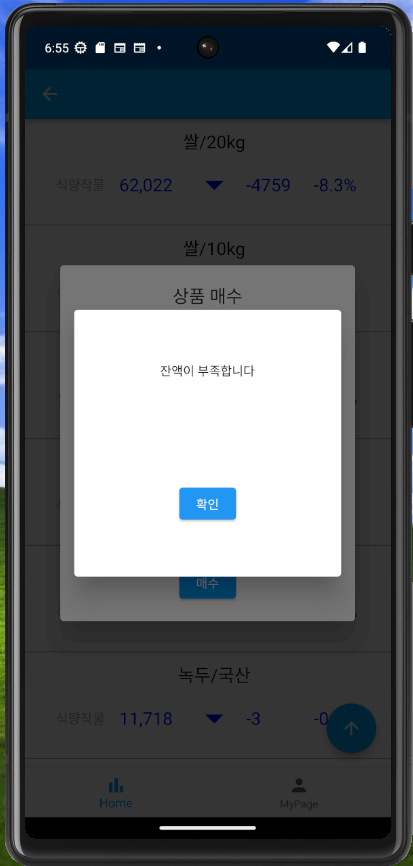 6:55
쌀/20kg
식량작물 62,022 -4759 -8.3%
쌀/10kg
상품 매수
잔액이 부족합니다
확인
매수
녹두/국산
식량작물 11,718 -3 -0
Home MyPage